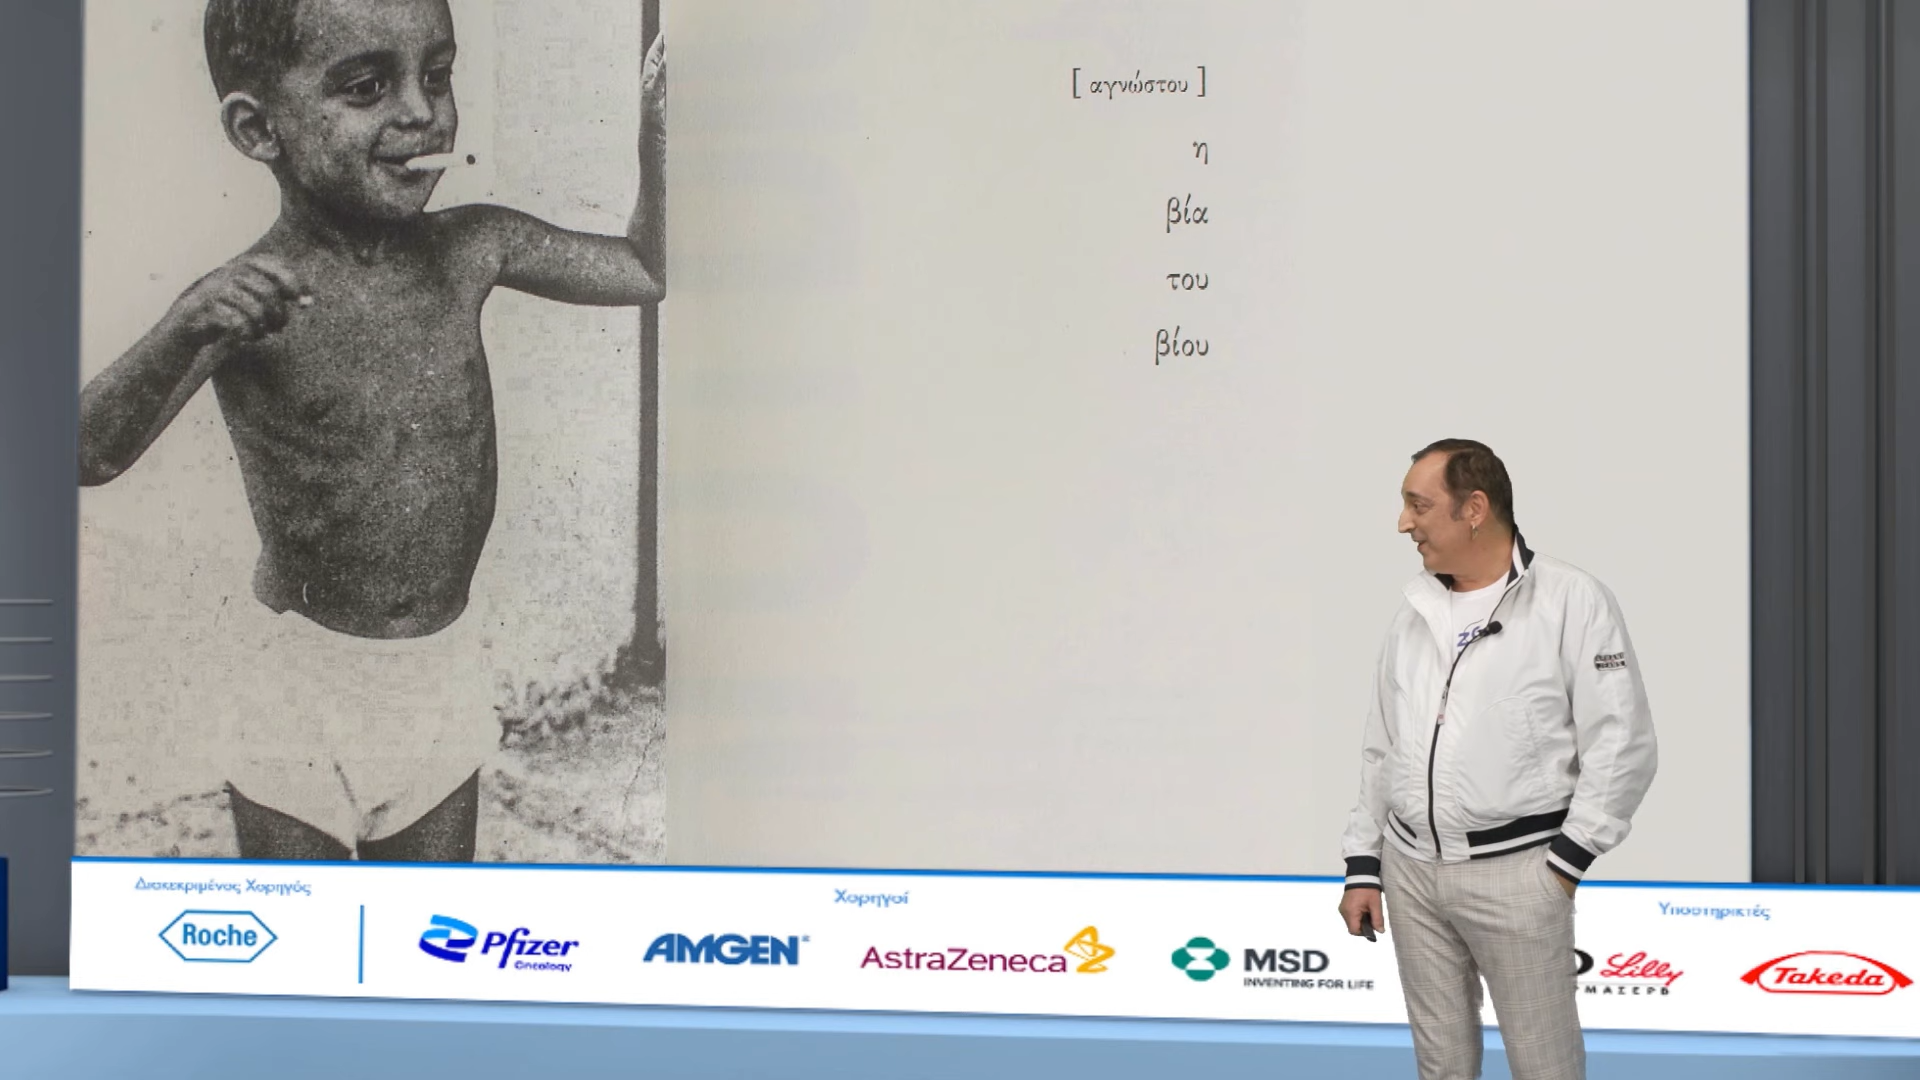 [ αγνώστου ]
η
βία
του
βίου
Διακεκριμένος Χορηγός
Χορηγοί
Υποστηρικτές
Roche
Pfizer
Oncology
AMGEN®
AstraZeneca
MSD
INVENTING FOR LIFE
Lilly
ΜΑΣΕΡΒ
Takeda